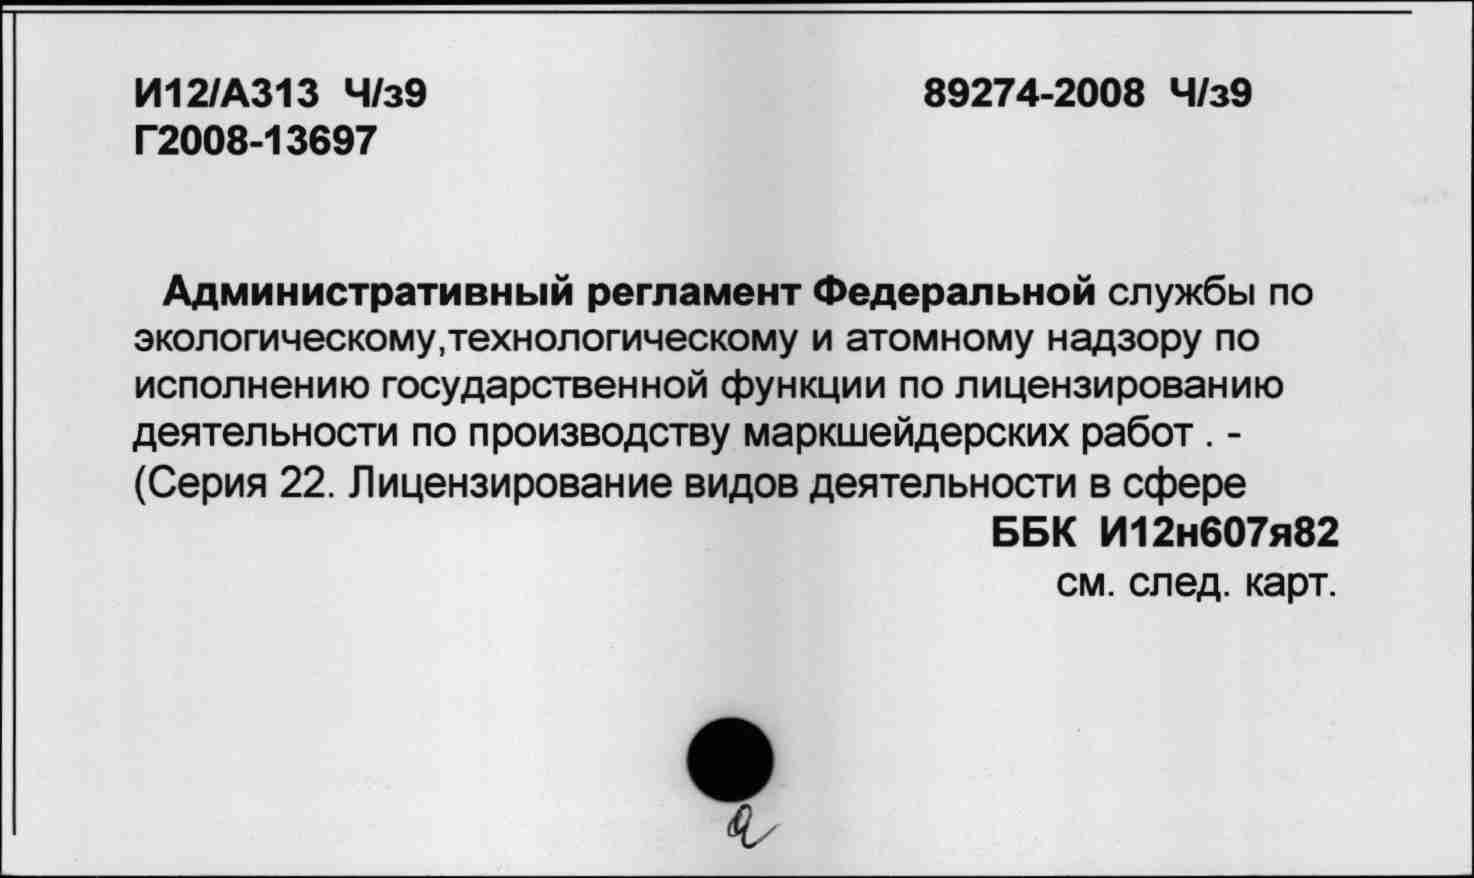 И12/А313 Ч/з9 89274-2008 Ч/з9
Г2008-13697
Административный регламент Федеральной службы по
экологическому,технологическому и атомному надзору по
исполнению государственной функции по лицензированию
деятельности по производству маркшейдерских работ . -
(Серия 22. Лицензирование видов деятельности в сфере
ББК И12н607я82
см. след. карт.